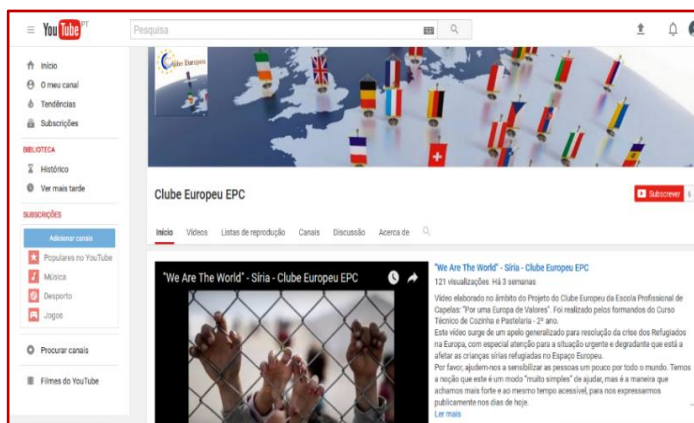 YouTube PT
Pesquisa
Início
O meu canal
Tendências
Subscrições
BIBLIOTECA
Histórico
Ver mais tarde
SUBSCRIÇÕES
Adicionar canais
Populares no YouTube
Música
Desporto
Jogos
Procurar canais
Filmes do YouTube
Clube Europeu
Clube Europeu EPC
Subscrever 6
Início Vídeos Listas de reprodução Canais Discussão Acerca de
"We Are The World" - Síria - Clube Europeu EPC
"We Are The World" - Síria - Clube Europeu EPC
121 visualizações Há 3 semanas
Vídeo elaborado no âmbito do Projeto do Clube Europeu da Escola Profissional de
Capelas: "Por uma Europa de Valores". Foi realizado pelos formandos do Curso
Técnico de Cozinha e Pastelaria - 2º ano.
Este vídeo surge de um apelo generalizado para resolução da crise dos Refugiados
na Europa, com especial atenção para a situação urgente e degradante que está a
afetar as crianças sírias refugiadas no Espaço Europeu.
Por favor, ajudem-nos a sensibilizar as pessoas um pouco por todo o mundo. Temos
a noção que este é um modo "muito simples" de ajudar, mas é a maneira que
achamos mais forte e ao mesmo tempo acessível, para nos expressarmos
publicamente nos dias de hoje.
Ler mais